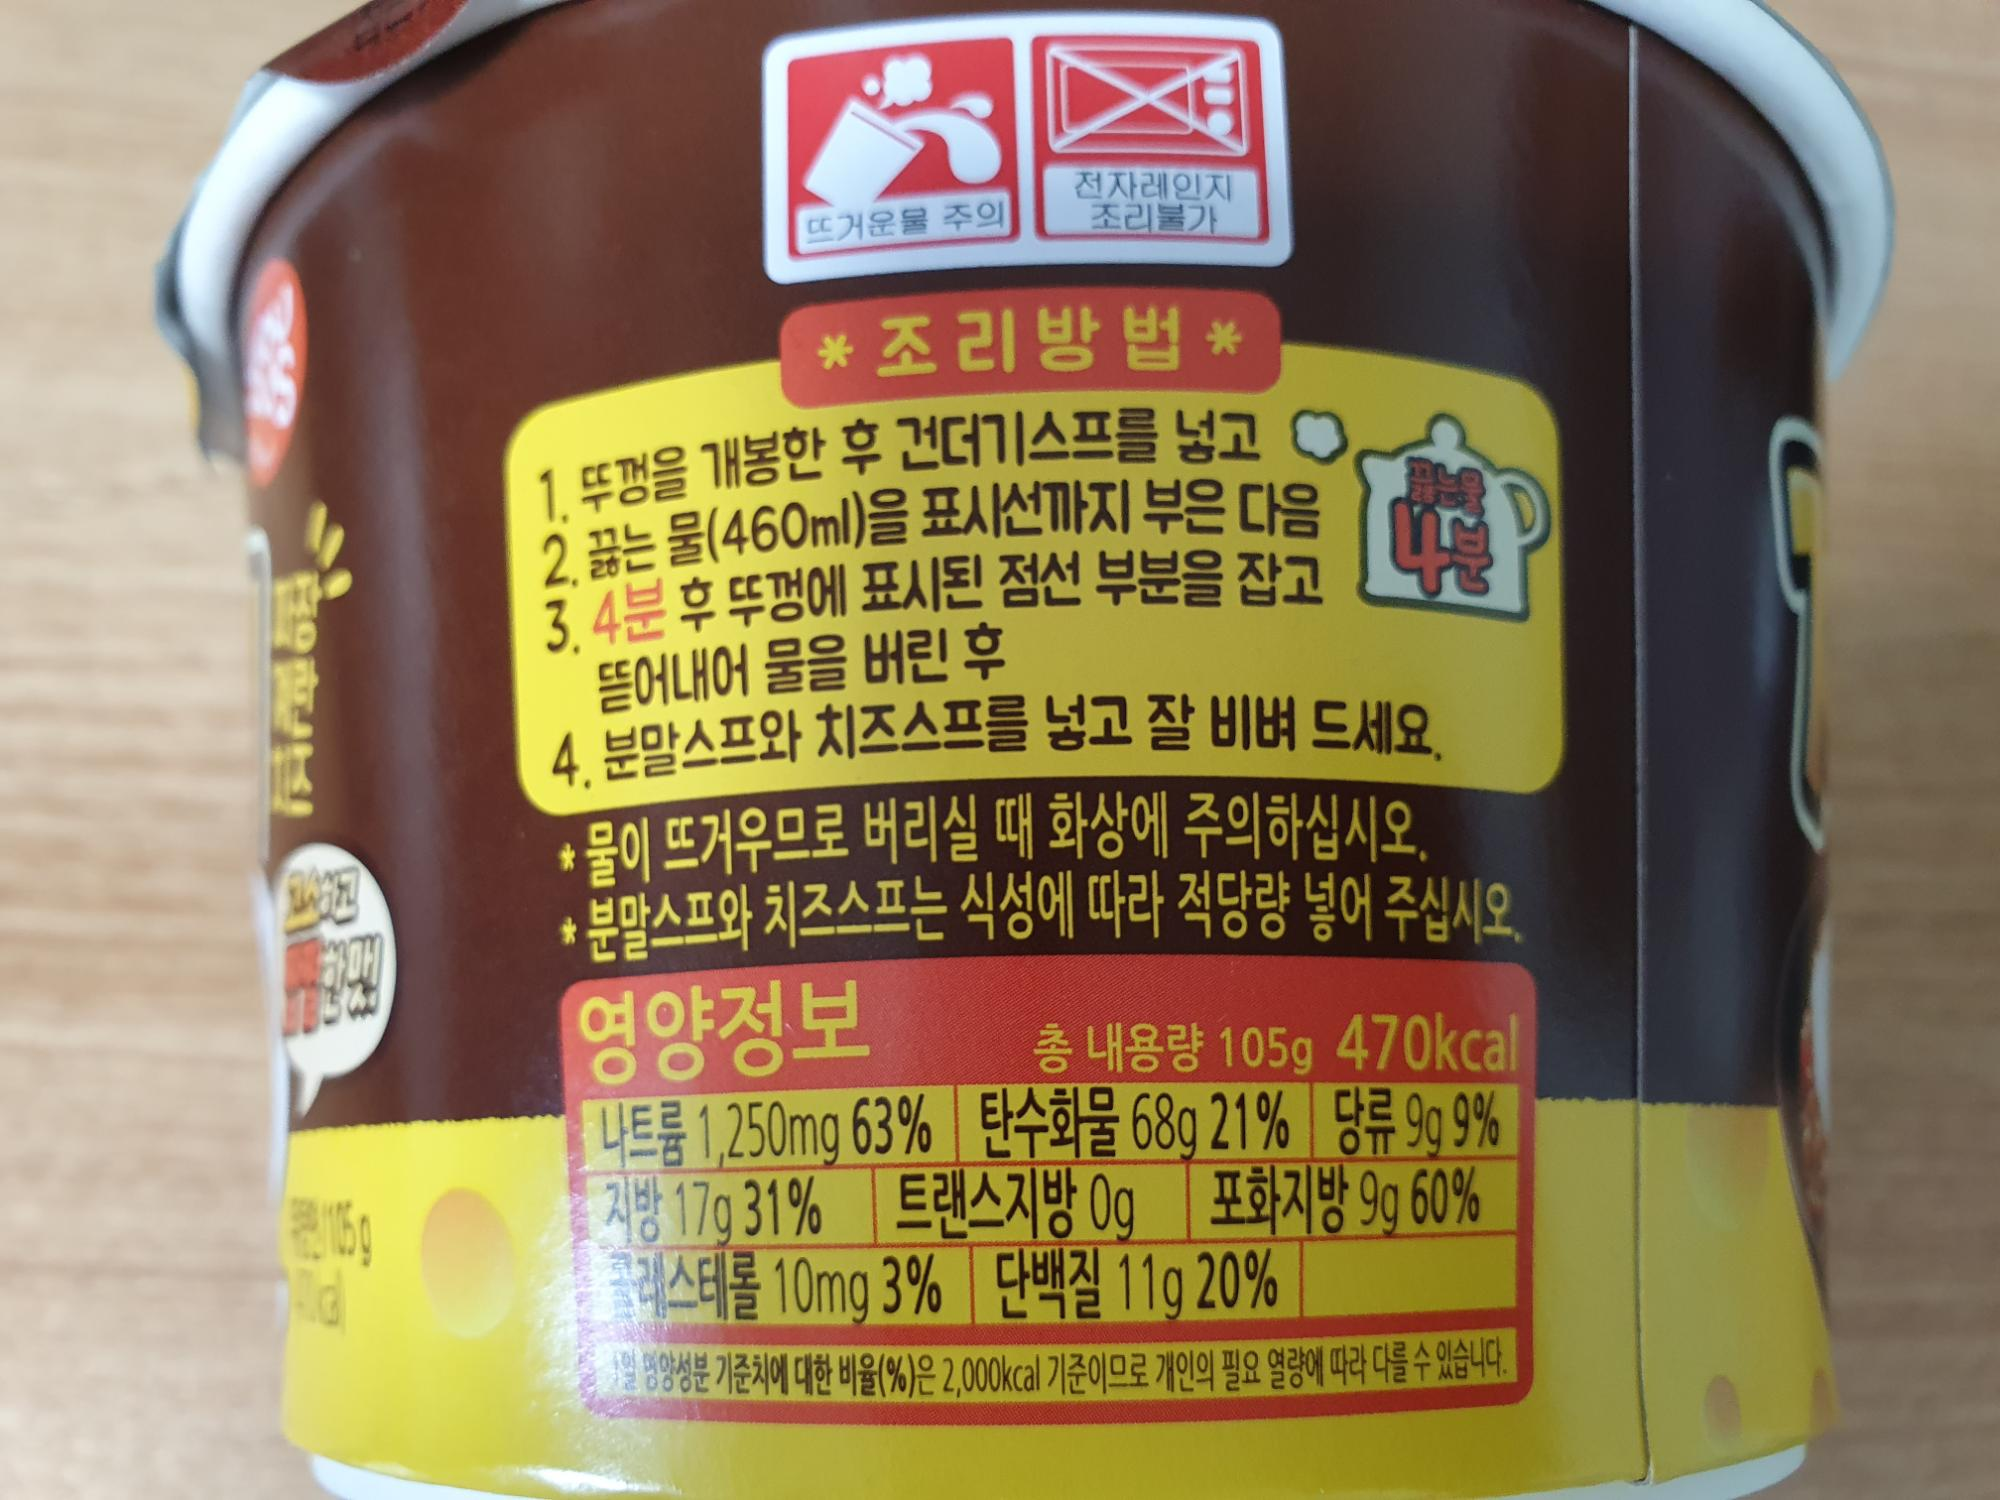 뜨거운물 주의
전자레인지
조리불가
* 조리방법 *
1. 뚜껑을 개봉한 후 건더기스프를 넣고
2. 끓는 물(460ml)을 표시선까지 부은 다음
3. 4분 후 뚜껑에 표시된 점선 부분을 잡고
뜯어내어 물을 버린 후
4. 분말스프와 치즈스프를 넣고 잘 비벼 드세요.
끓는물
4분
* 물이 뜨거우므로 버리실 때 화상에 주의하십시오.
* 분말스프와 치즈스프는 식성에 따라 적당량 넣어 주십시오.
영양정보
총 내용량 105g 470kcal
나트륨 1,250mg 63% 탄수화물 68g 21% 당류 9g 9%
지방 17g 31% 트랜스지방 0g 포화지방 9g 60%
콜레스테롤 10mg 3% 단백질 11g 20%
1일 영양성분 기준치에 대한 비율(%)은 2,000kcal 기준이므로 개인의 필요 열량에 따라 다를 수 있습니다.
고소하고
한맛!
105g